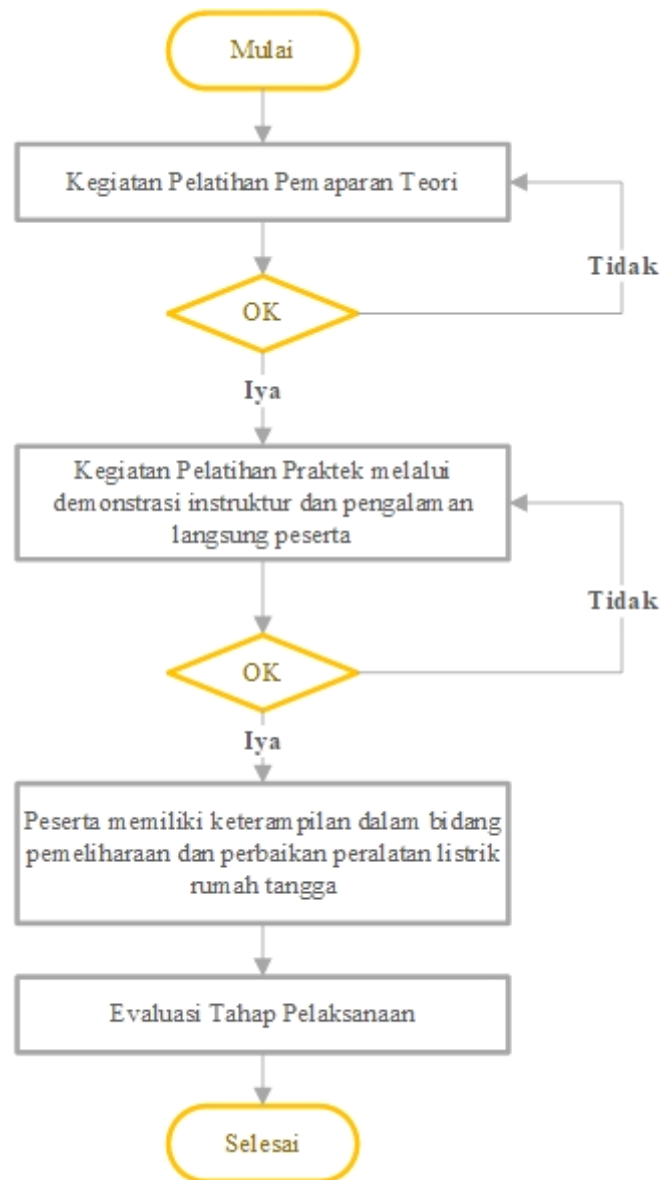 Mulai
Kegiatan Pelatihan Pemaparan Teori
Tidak
OK
Iya
Kegiatan Pelatihan Praktek melalui
demonstrasi instruktur dan pengalaman
langsung peserta
Tidak
OK
Iya
Peserta memiliki keterampilan dalam bidang
pemeliharaan dan perbaikan peralatan listrik
rumah tangga
Evaluasi Tahap Pelaksanaan
Selesai